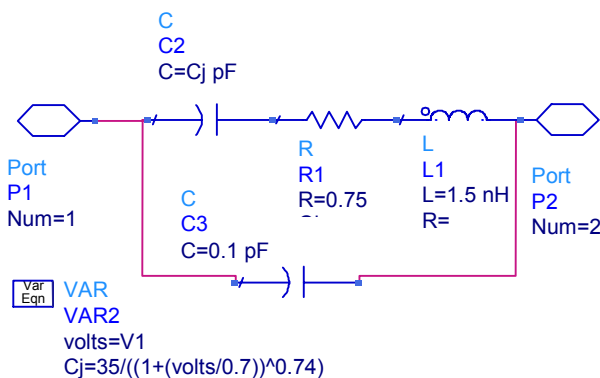 C
C2
C=Cj pF
Port
P1
Num=1
R
R1
R=0.75
L
L1
L=1.5 nH
R=
Port
P2
Num=2
C
C3
C=0.1 pF
Var
Eqn
VAR
VAR2
volts=V1
Cj=35/((1+(volts/0.7))^0.74)